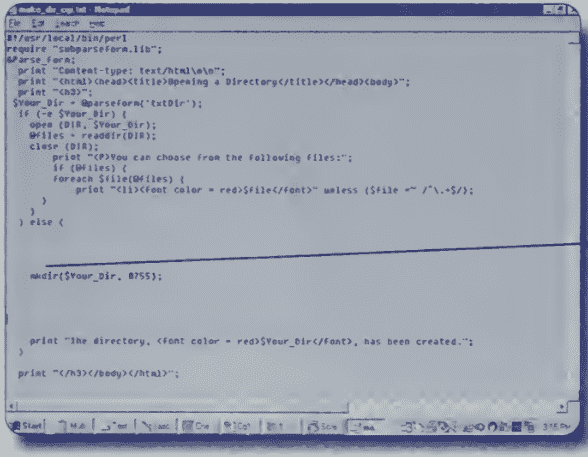 make_dir_cgi.txt - Notepad
File Edit Search Help
#!/usr/local/bin/perl
require "subparseform.lib";
&Parse_Form;
print "Content-type: text/html\n\n";
print "<html><head><title>Opening a Directory</title></head><body>";
print "<h3>";
$Your_Dir = @parseform('txtDir');
if (-e $Your_Dir) {
open (DIR, $Your_Dir);
@files = readdir(DIR);
close (DIR);
print "<P>You can choose from the following files:";
if (@files) {
foreach $file(@files) {
print "<li><font color = red>$file</font>" unless ($file =~ /^\.+$/);
}
}
} else {
mkdir($Your_Dir, 0755);
print "The directory, <font color = red>$Your_Dir</font>, has been created.";
}
print "</h3></body></html>";
Start
3:15 PM